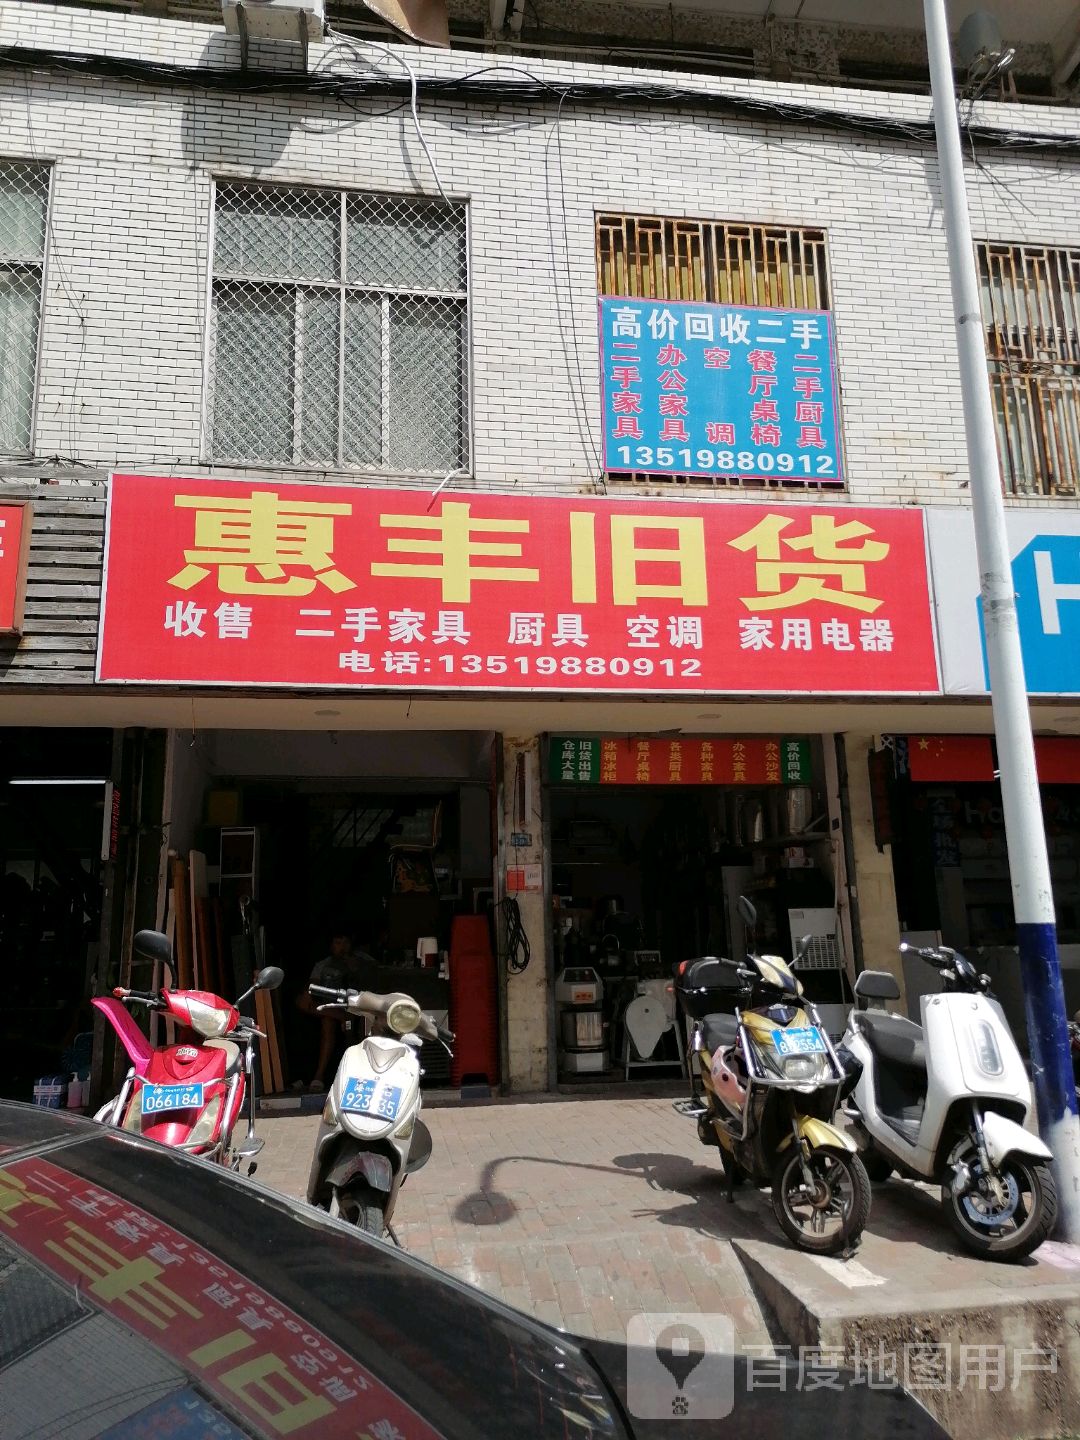 高价回收二手
二手家具 办公家具 空调 餐厅桌椅 二手厨具
13519880912
惠丰旧货
收售 二手家具 厨具 空调 家用电器
电话:13519880912
仓库大量 旧货出售 冰箱冰柜 餐厅桌椅 各类厨具 各种家具 办公家具 办公沙发 高价回收
066184
百度地图用户